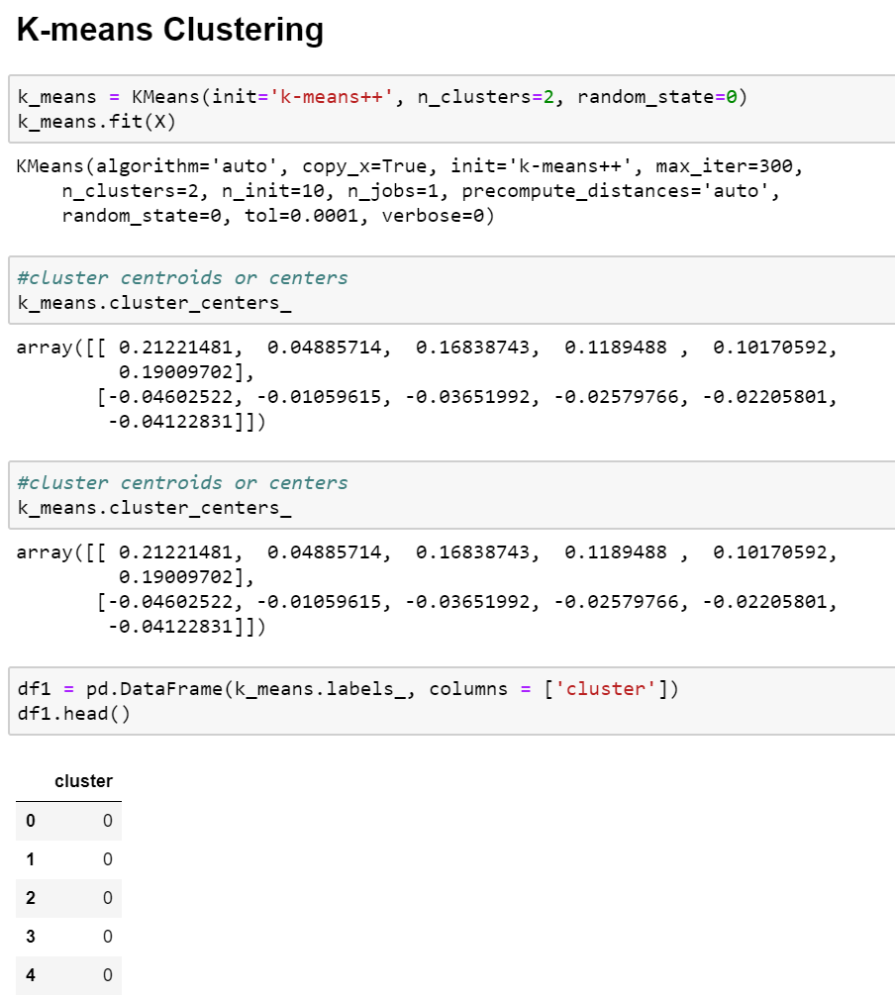 K-means Clustering
k_means = KMeans(init='k-means++', n_clusters=2, random_state=0)
k_means.fit(X)
KMeans(algorithm='auto', copy_x=True, init='k-means++', max_iter=300,
    n_clusters=2, n_init=10, n_jobs=1, precompute_distances='auto',
    random_state=0, tol=0.0001, verbose=0)
#cluster centroids or centers
k_means.cluster_centers_
array([[ 0.21221481,  0.04885714,  0.16838743,  0.1189488 ,  0.10170592,
         0.19009702],
       [-0.04602522, -0.01059615, -0.03651992, -0.02579766, -0.02205801,
        -0.04122831]])
#cluster centroids or centers
k_means.cluster_centers_
array([[ 0.21221481,  0.04885714,  0.16838743,  0.1189488 ,  0.10170592,
         0.19009702],
       [-0.04602522, -0.01059615, -0.03651992, -0.02579766, -0.02205801,
        -0.04122831]])
df1 = pd.DataFrame(k_means.labels_, columns = ['cluster'])
df1.head()
cluster
0 0
1 0
2 0
3 0
4 0